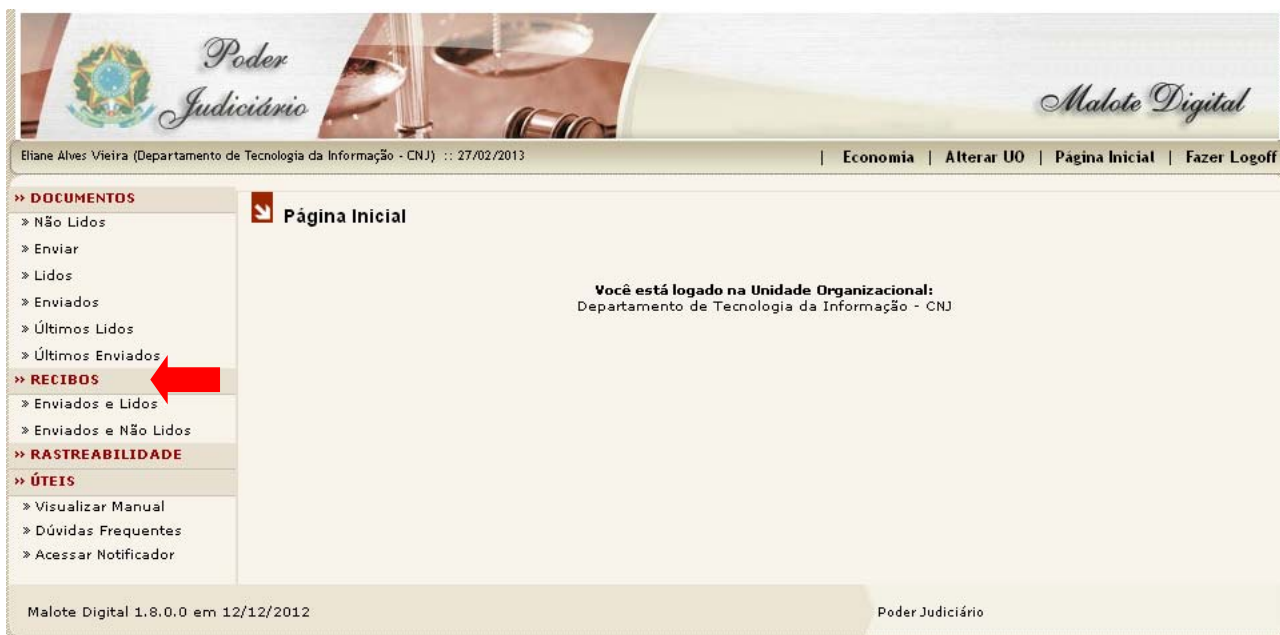 Poder
Judiciário
Malote Digital
Eliane Alves Vieira (Departamento de Tecnologia da Informação - CNJ) :: 27/02/2013 | Economia | Alterar UO | Página Inicial | Fazer Logoff
» DOCUMENTOS
» Não Lidos
» Enviar
» Lidos
» Enviados
» Últimos Lidos
» Últimos Enviados
» RECIBOS
» Enviados e Lidos
» Enviados e Não Lidos
» RASTREABILIDADE
» ÚTEIS
» Visualizar Manual
» Dúvidas Frequentes
» Acessar Notificador
Página Inicial
Você está logado na Unidade Organizacional:
Departamento de Tecnologia da Informação - CNJ
Malote Digital 1.8.0.0 em 12/12/2012
Poder Judiciário